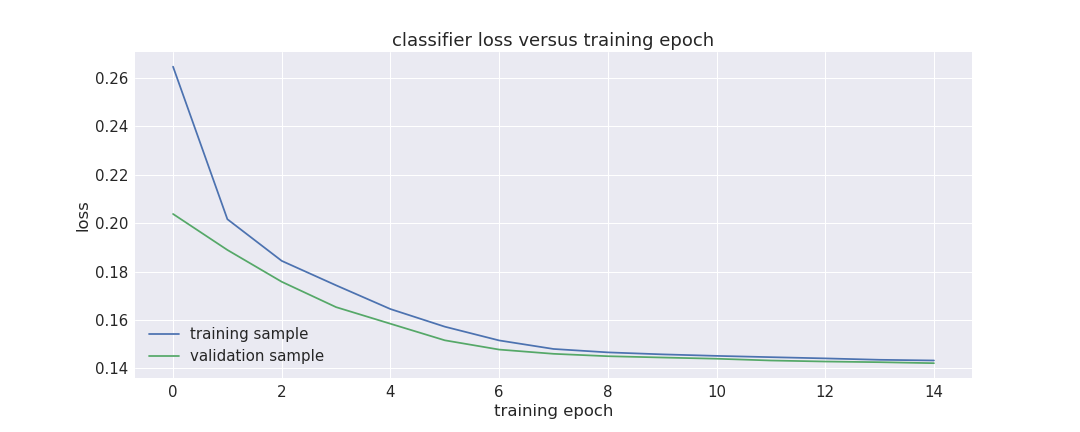 classifier loss versus training epoch
0.26
0.24
0.22
0.20
0.18
0.16
0.14
loss
training sample
validation sample
0 2 4 6 8 10 12 14
training epoch